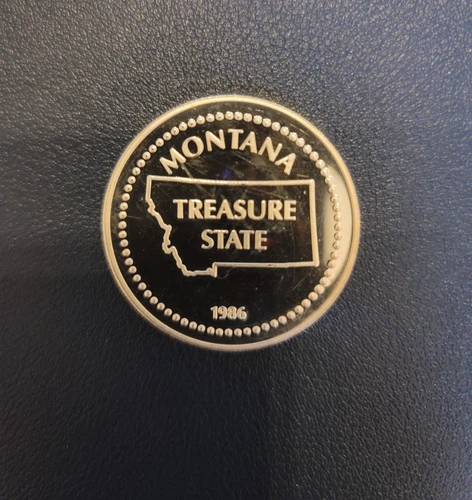 MONTANA
TREASURE
STATE
1986